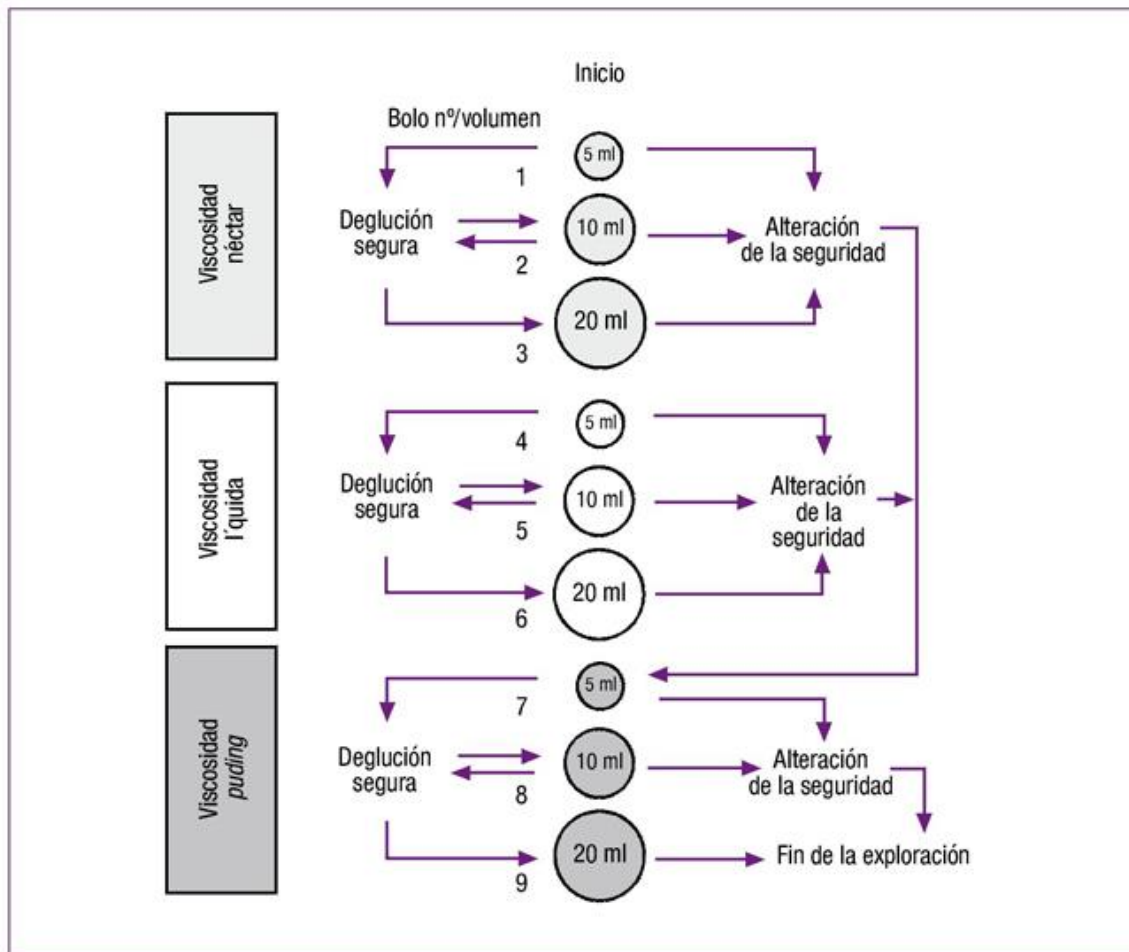 Inicio
Bolo nº/volumen
Viscosidad
néctar
5 ml
1
Deglución
segura
10 ml
2
Alteración
de la seguridad
20 ml
3
Viscosidad
l´quida
5 ml
4
Deglución
segura
10 ml
5
Alteración
de la
seguridad
20 ml
6
Viscosidad
puding
5 ml
7
Deglución
segura
10 ml
8
Alteración
de la seguridad
20 ml
9
Fin de la exploración